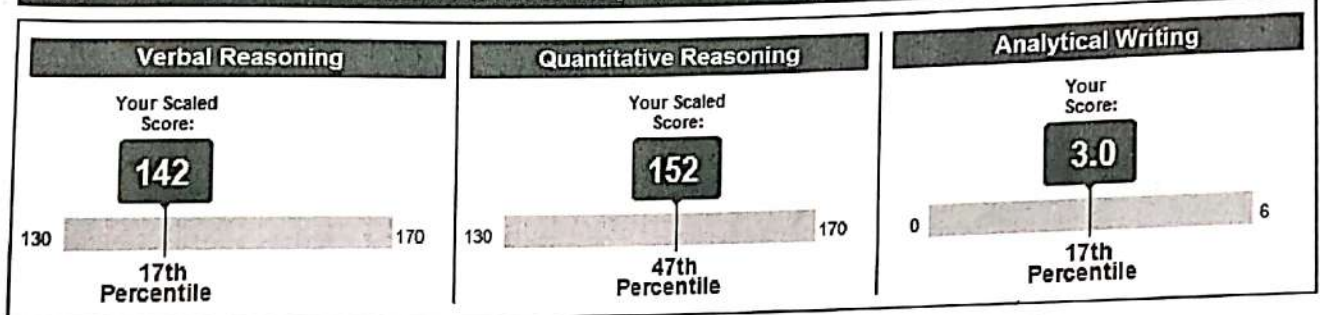 Verbal Reasoning
Your Scaled
Score:
142
130
170
17th
Percentile
Quantitative Reasoning
Your Scaled
Score:
152
130
170
47th
Percentile
Analytical Writing
Your
Score:
3.0
0
6
17th
Percentile